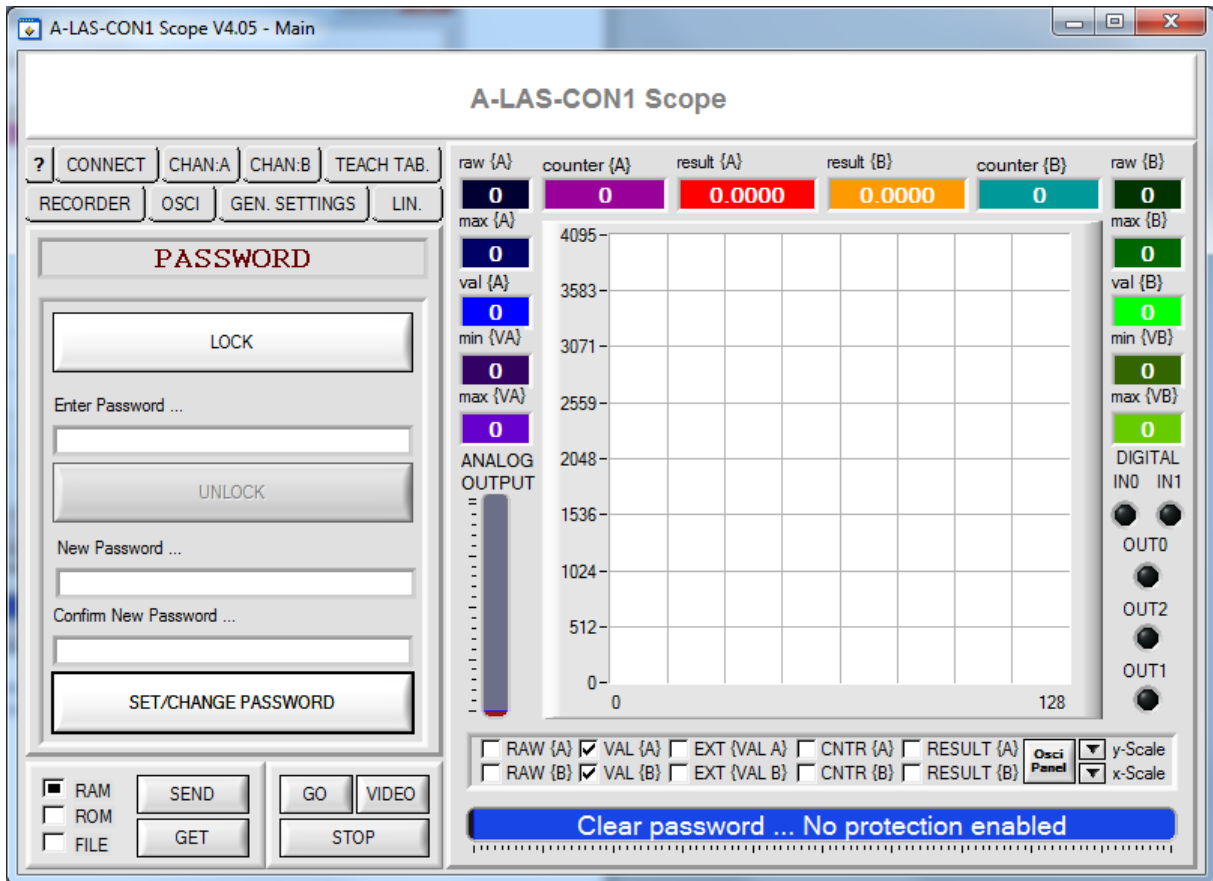 A-LAS-CON1 Scope V4.05 - Main
A-LAS-CON1 Scope
? CONNECT CHAN:A CHAN:B TEACH TAB.
RECORDER OSCI GEN. SETTINGS LIN.
PASSWORD
LOCK
Enter Password ...
UNLOCK
New Password ...
Confirm New Password ...
SET/CHANGE PASSWORD
RAM
ROM
FILE
SEND
GET
GO VIDEO
STOP
raw {A} counter {A} result {A} result {B} counter {B} raw {B}
0 0 0.0000 0.0000 0 0
max {A}
0
val {A}
0
min {VA}
0
max {VA}
0
ANALOG
OUTPUT
4095
3583
3071
2559
2048
1536
1024
512
0
0 128
max {B}
0
val {B}
0
min {VB}
0
max {VB}
0
DIGITAL
IN0 IN1
OUT0
OUT2
OUT1
RAW {A} VAL {A} EXT {VAL A} CNTR {A} RESULT {A}
RAW {B} VAL {B} EXT {VAL B} CNTR {B} RESULT {B}
Osci
Panel
y-Scale
x-Scale
Clear password ... No protection enabled